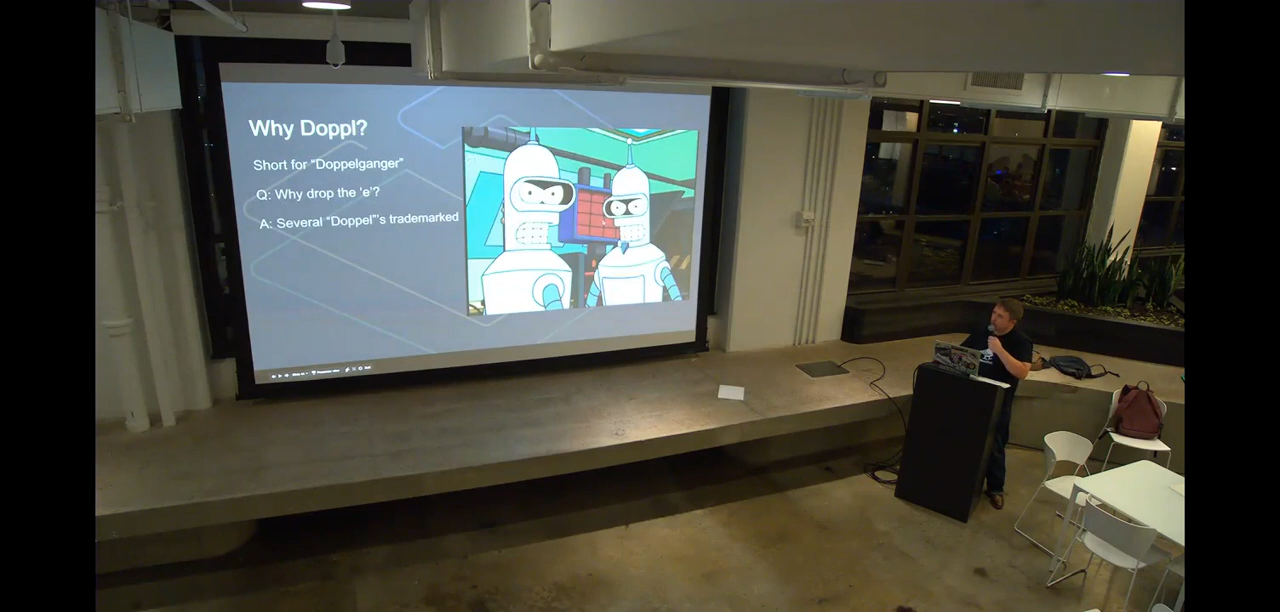 Why Doppl?
Short for “Doppelganger”
Q: Why drop the 'e'?
A: Several “Doppel”'s trademarked